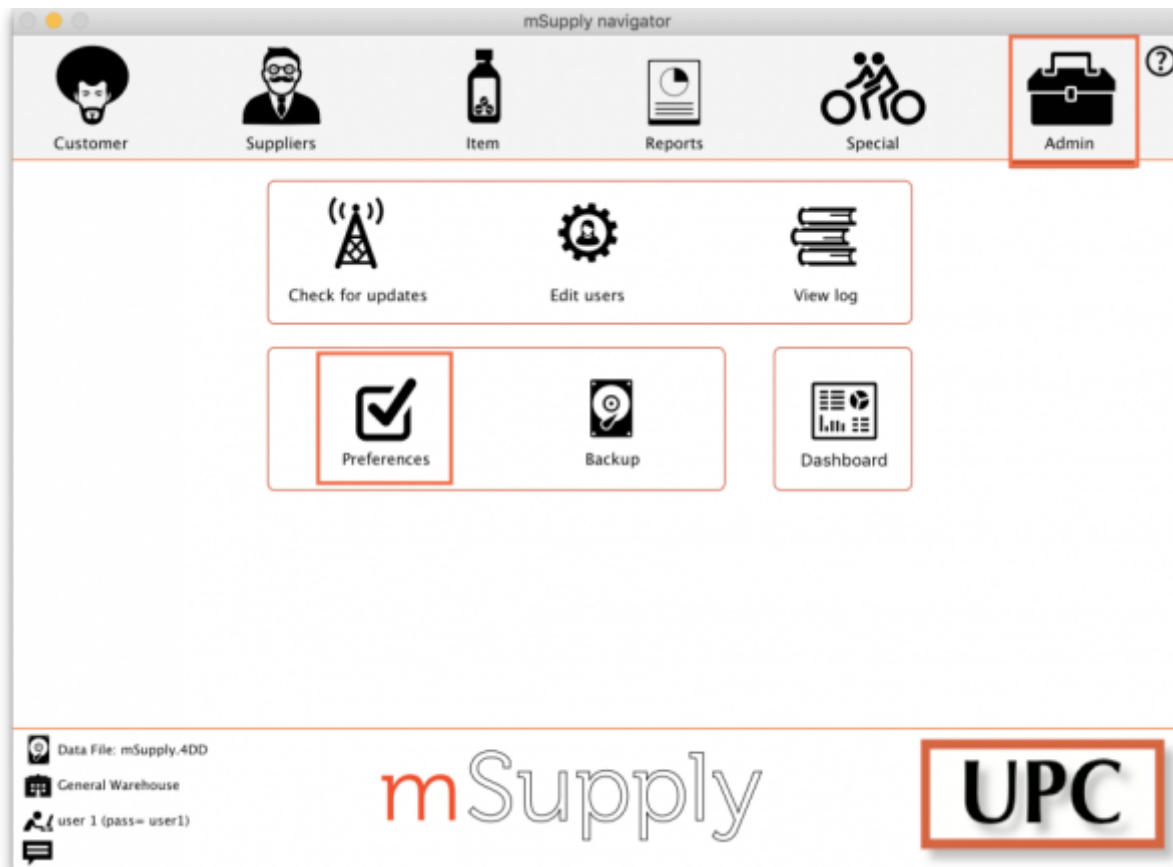 mSupply navigator
Customer Suppliers Item Reports Special Admin ?
Check for updates Edit users View log
Preferences Backup Dashboard
Data File: mSupply.4DD
General Warehouse
user 1 (pass= user1)
mSupply
UPC